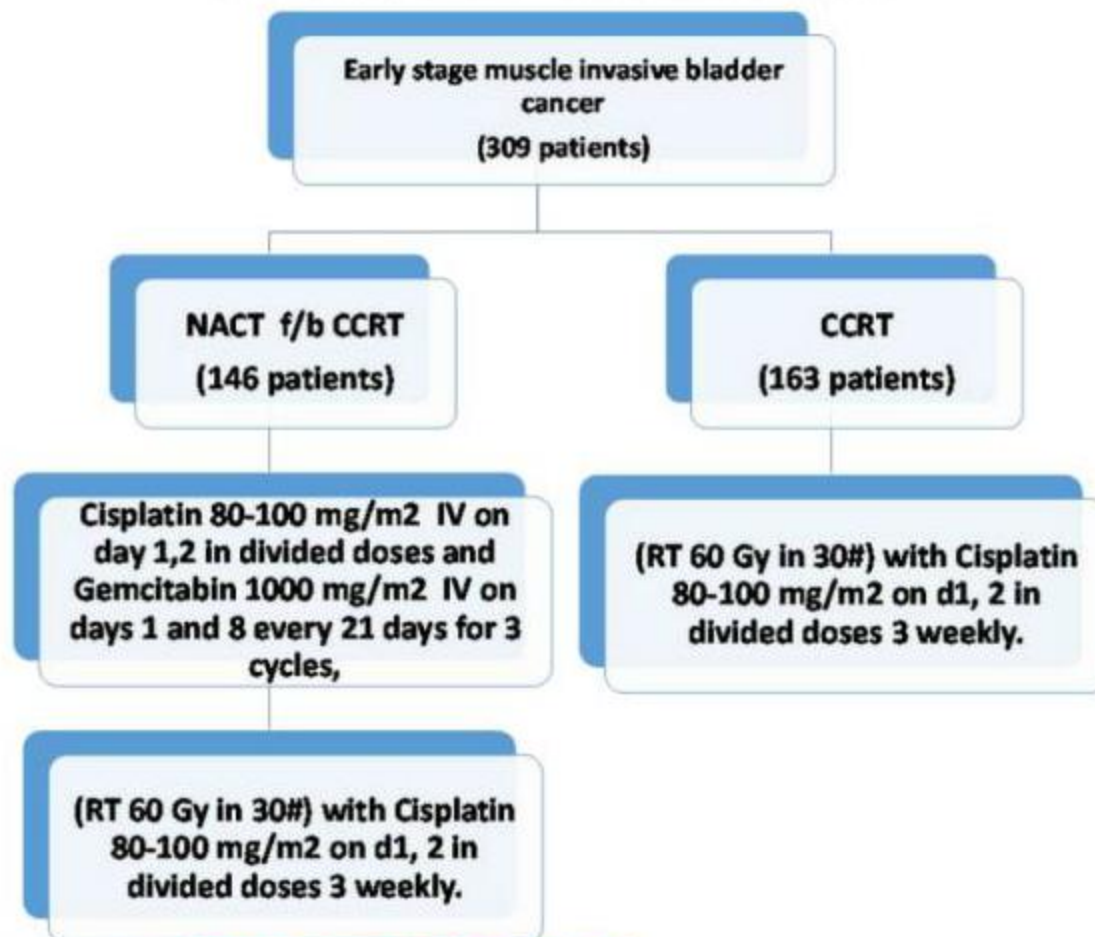 Early stage muscle invasive bladder
cancer
(309 patients)
NACT f/b CCRT
(146 patients)
CCRT
(163 patients)
Cisplatin 80-100 mg/m2 IV on
day 1,2 in divided doses and
Gemcitabin 1000 mg/m2 IV on
days 1 and 8 every 21 days for 3
cycles,
(RT 60 Gy in 30#) with Cisplatin
80-100 mg/m2 on d1, 2 in
divided doses 3 weekly.
(RT 60 Gy in 30#) with Cisplatin
80-100 mg/m2 on d1, 2 in
divided doses 3 weekly.